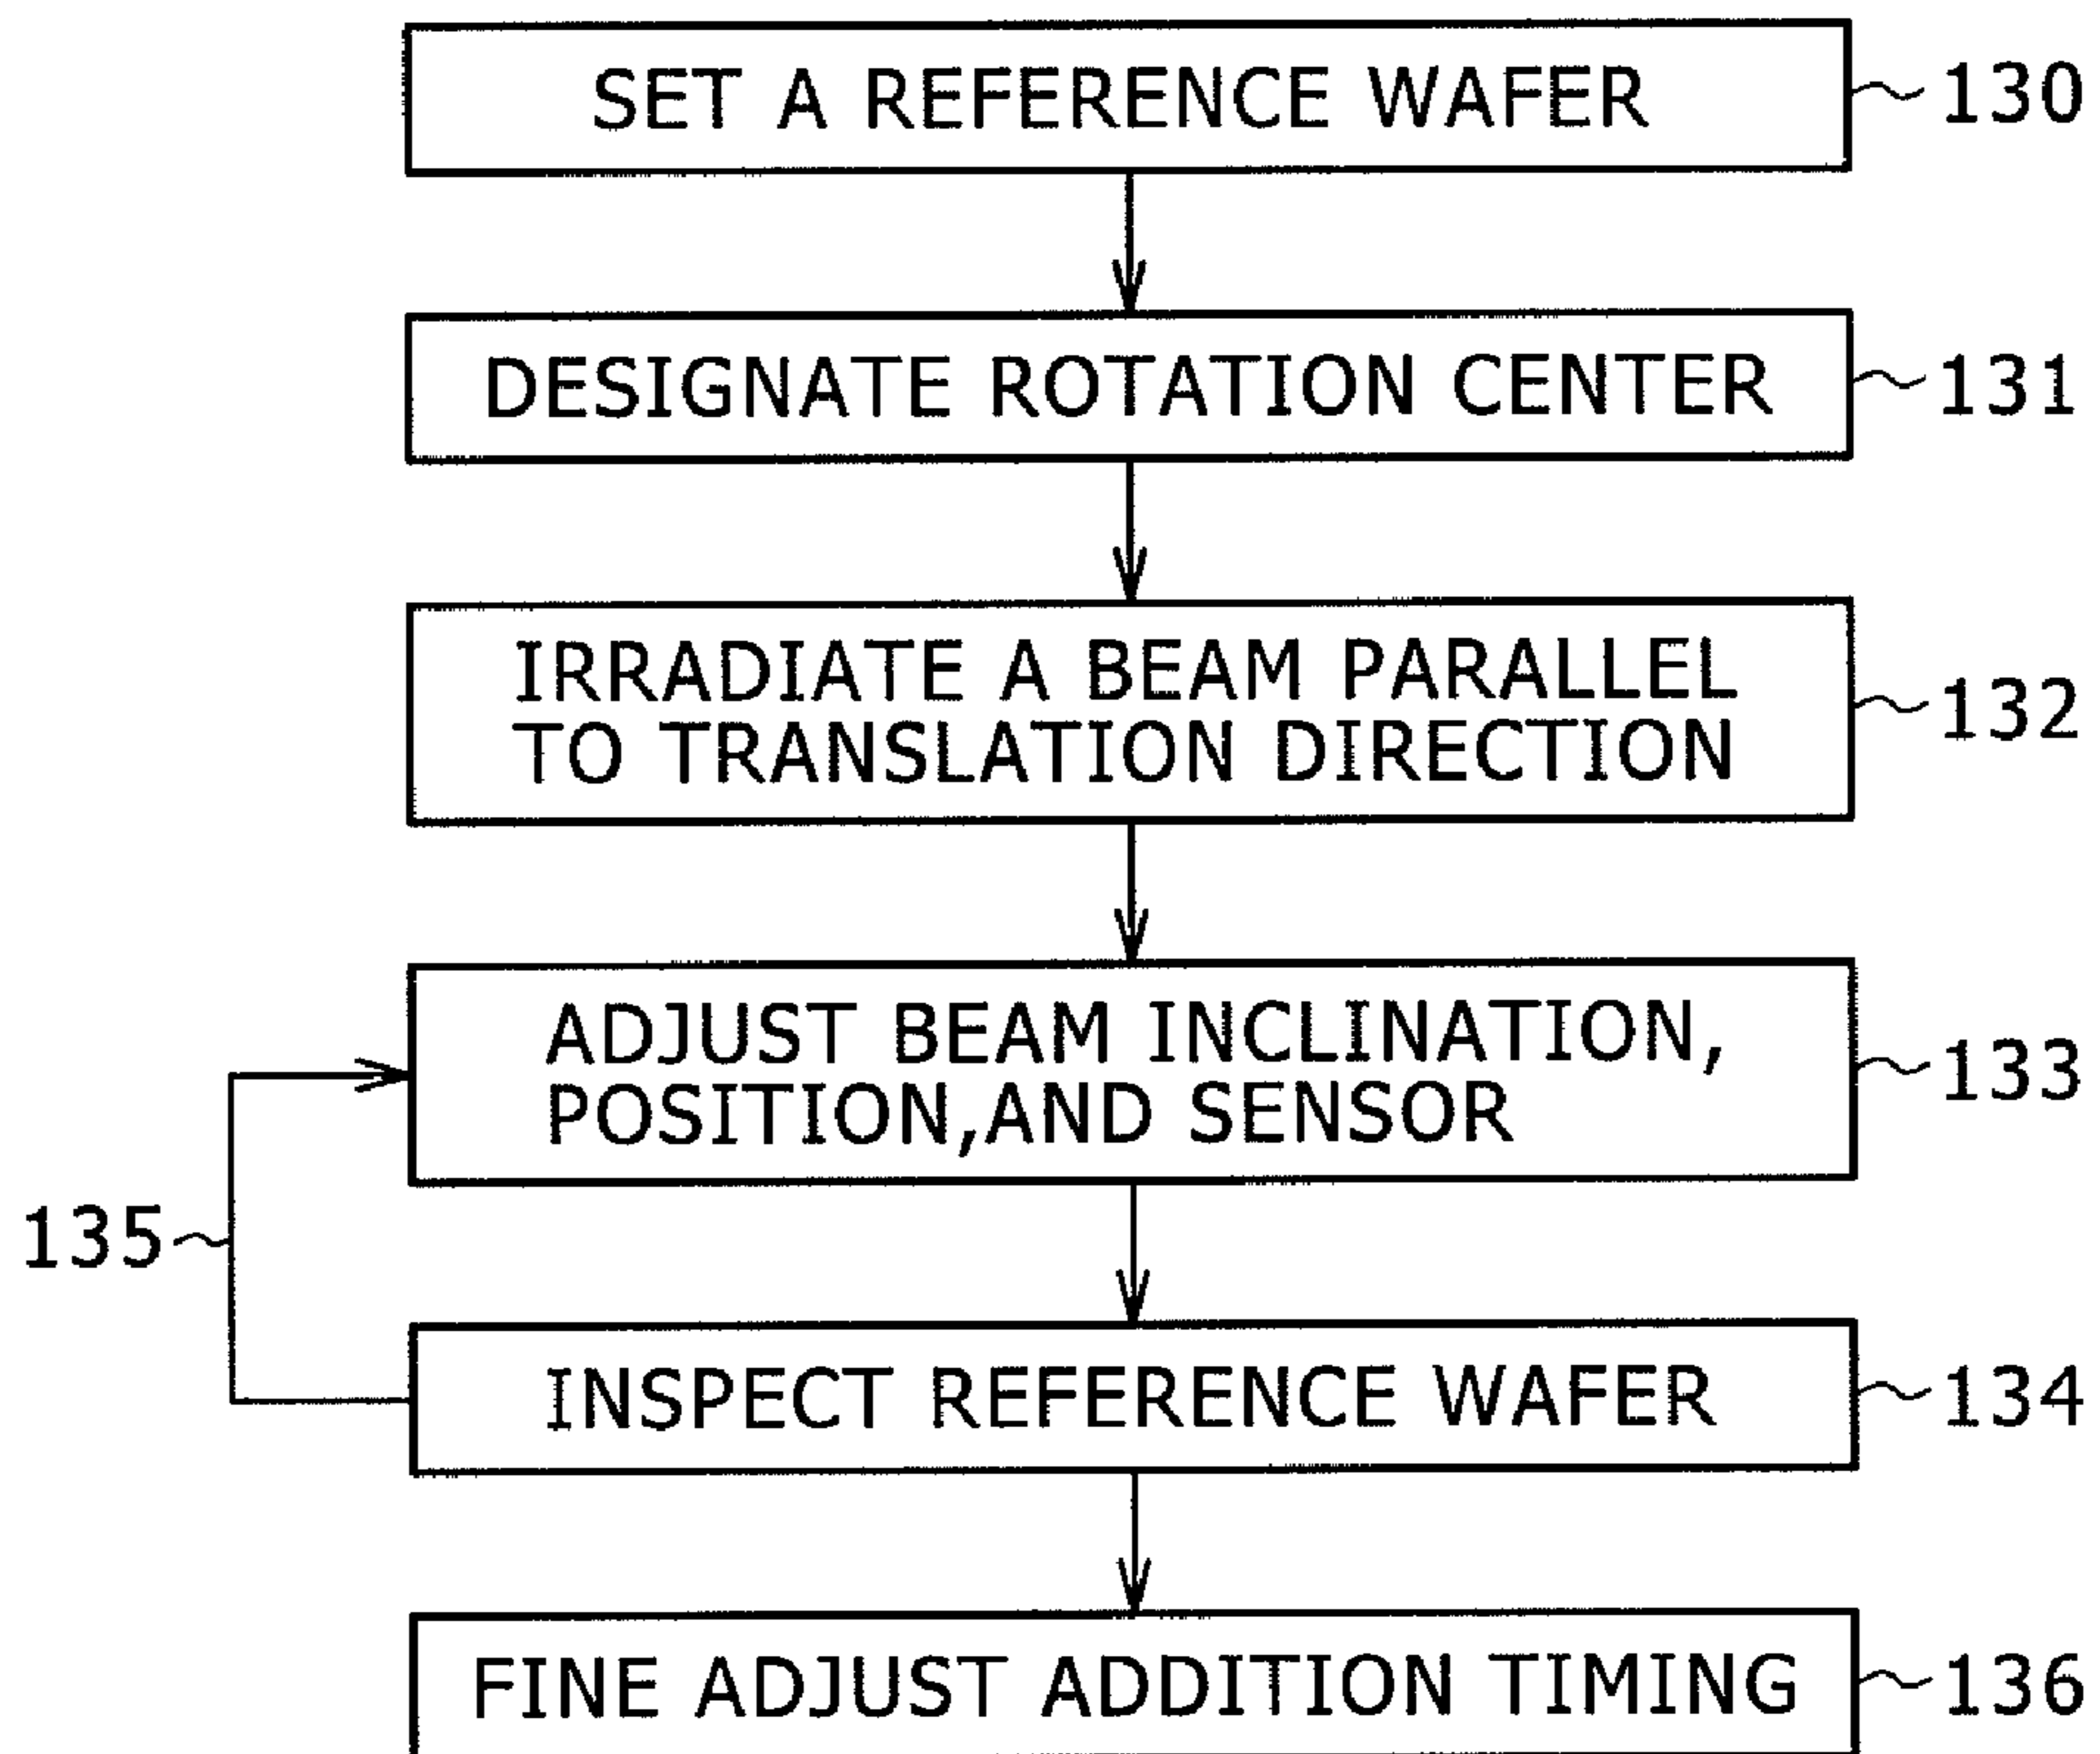 SET A REFERENCE WAFER
130
DESIGNATE ROTATION CENTER
131
IRRADIATE A BEAM PARALLEL
TO TRANSLATION DIRECTION
132
ADJUST BEAM INCLINATION,
POSITION,AND SENSOR
133
135
INSPECT REFERENCE WAFER
134
FINE ADJUST ADDITION TIMING
136